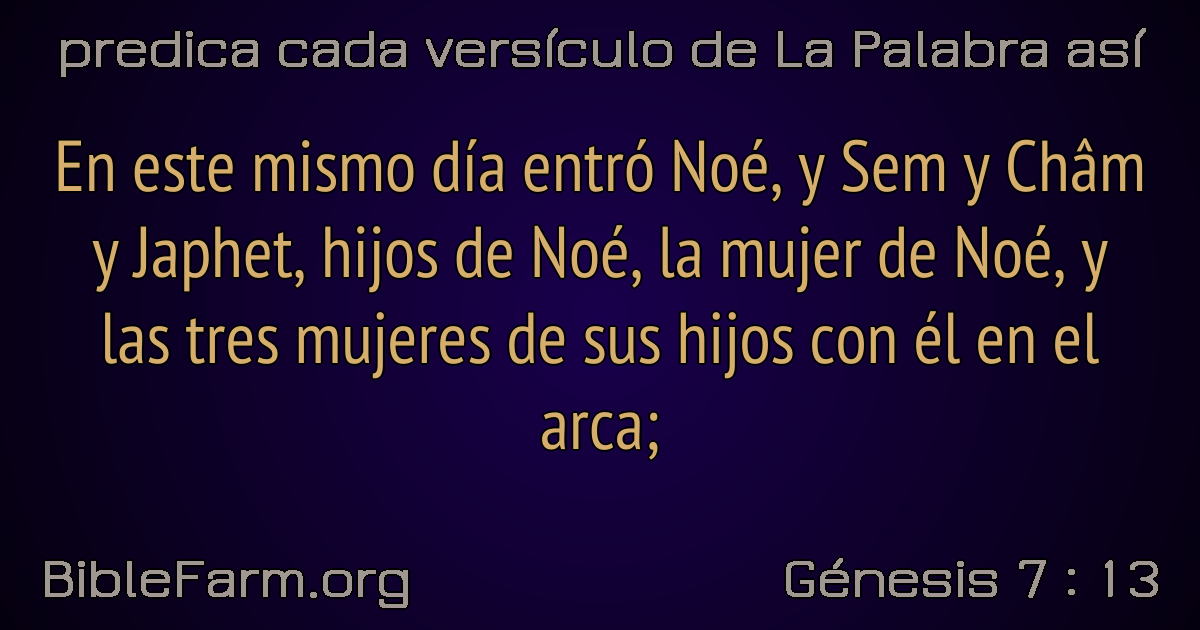 predica cada versículo de La Palabra así
En este mismo día entró Noé, y Sem y Châm
y Japhet, hijos de Noé, la mujer de Noé, y
las tres mujeres de sus hijos con él en el
arca;
BibleFarm.org
Génesis 7 : 13